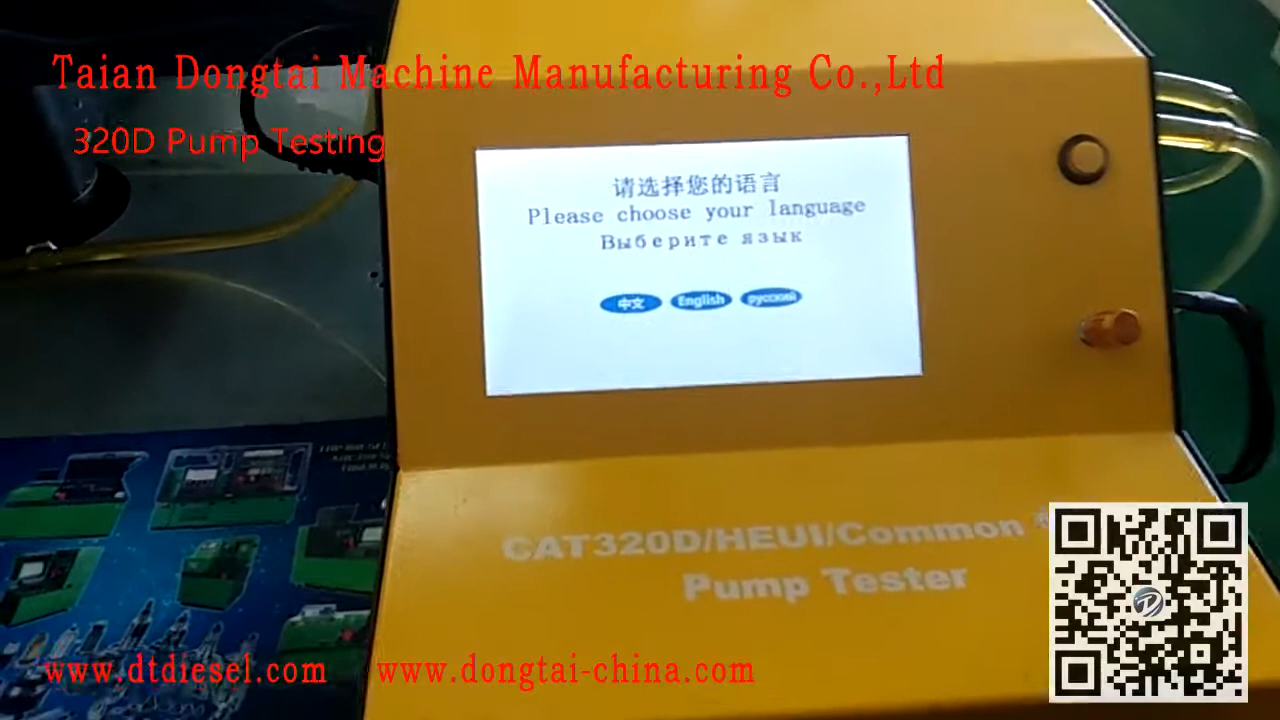 Taian Dongtai Machine Manufacturing Co.,Ltd
320D Pump Testing
请选择您的语言
Please choose your language
Выберите язык
中文 English русский
CAT320D/HEUI/Common
Pump Tester
www.dtdiesel.com www.dongtai-china.com